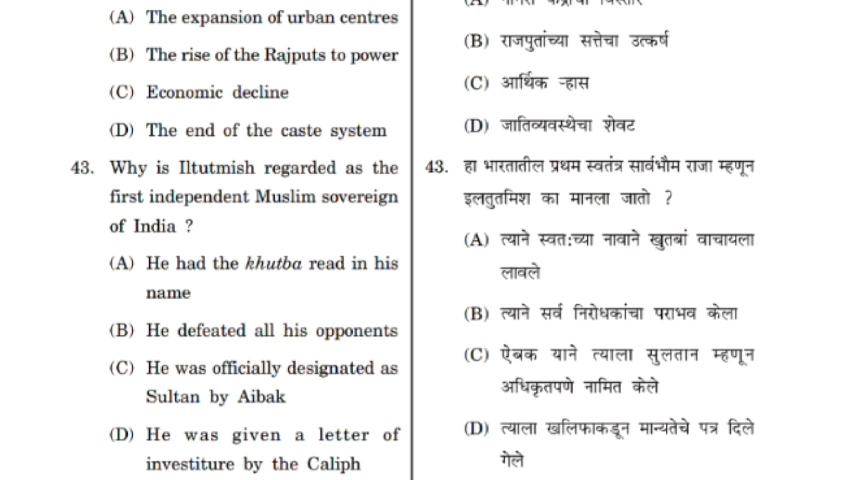 (A) The expansion of urban centres
(B) The rise of the Rajputs to power
(C) Economic decline
(D) The end of the caste system
43. Why is Iltutmish regarded as the
first independent Muslim sovereign
of India ?
(A) He had the khutba read in his
name
(B) He defeated all his opponents
(C) He was officially designated as
Sultan by Aibak
(D) He was given a letter of
investiture by the Caliph
(B) राजपुतांच्या सत्तेचा उत्कर्ष
(C) आर्थिक ऱ्हास
(D) जातिव्यवस्थेचा शेवट
43. हा भारतातील प्रथम स्वतंत्र सार्वभौम राजा म्हणून
इलतुतमिश का मानला जातो ?
(A) त्याने स्वत:च्या नावाने खुतबां वाचायला
लावले
(B) त्याने सर्व निरोधकांचा पराभव केला
(C) ऐबक याने त्याला सुलतान म्हणून
अधिकृतपणे नामित केले
(D) त्याला खलिफाकडून मान्यतेचे पत्र दिले
गेले